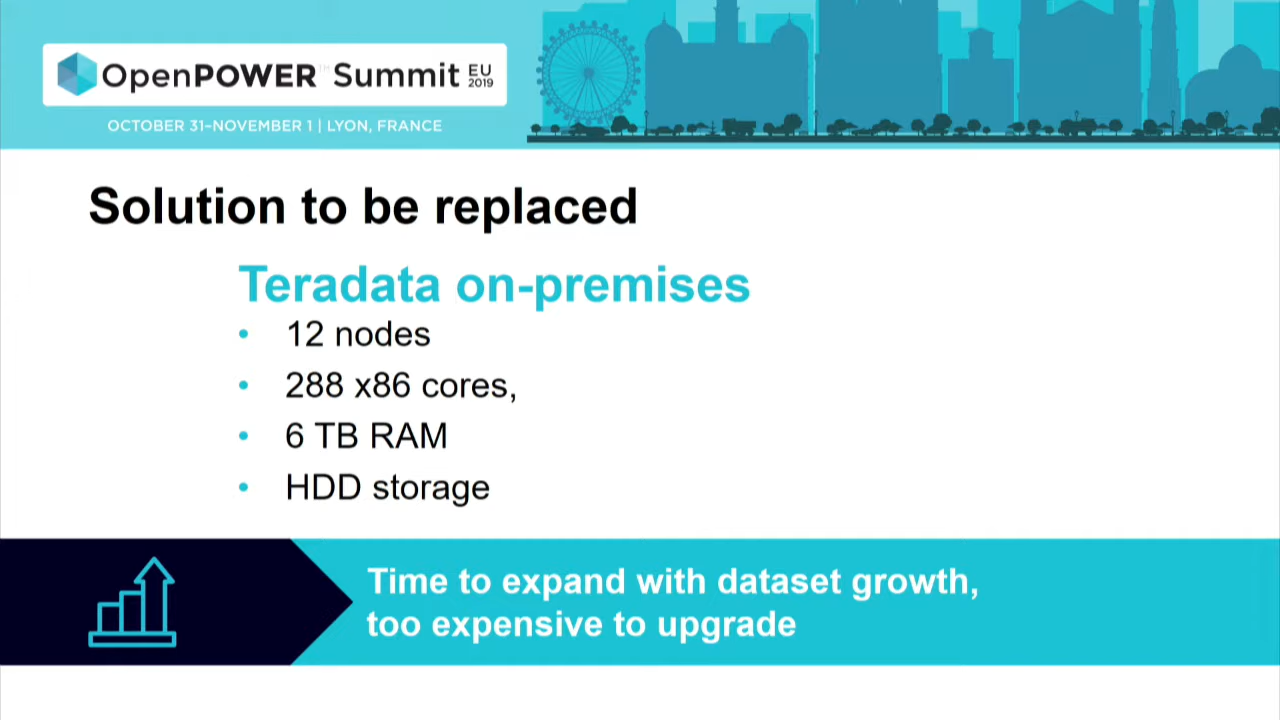 OpenPOWER Summit EU 2019
OCTOBER 31–NOVEMBER 1 | LYON, FRANCE
Solution to be replaced
Teradata on-premises
• 12 nodes
• 288 x86 cores,
• 6 TB RAM
• HDD storage
Time to expand with dataset growth,
too expensive to upgrade